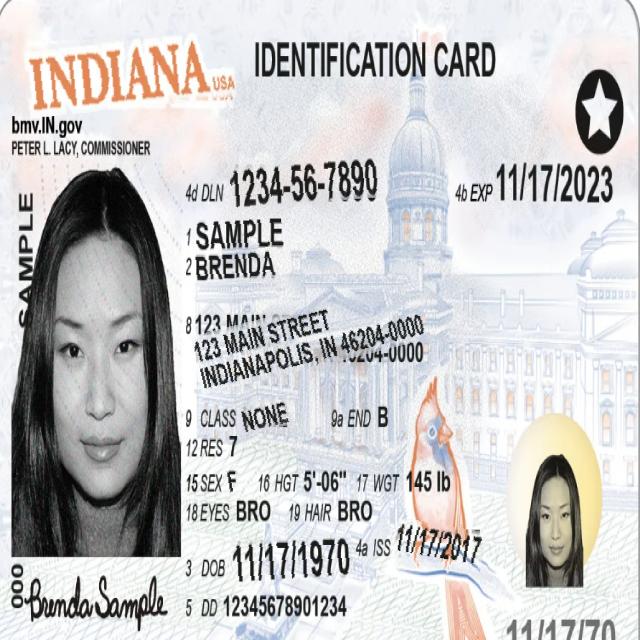 INDIANA USA
IDENTIFICATION CARD
bmv.IN.gov
PETER L. LACY, COMMISSIONER
SAMPLE
4d DLN 1234-56-7890
4b EXP 11/17/2023
1 SAMPLE
2 BRENDA
8 123 MAIN
123 MAIN STREET
INDIANAPOLIS, IN 46204-0000
46204-0000
9 CLASS NONE 9a END B
12 RES 7
15 SEX F 16 HGT 5'-06" 17 WGT 145 lb
18 EYES BRO 19 HAIR BRO
3 DOB 11/17/1970 4a ISS 11/17/2017
000
Brenda Sample
5 DD 12345678901234
11/17/70